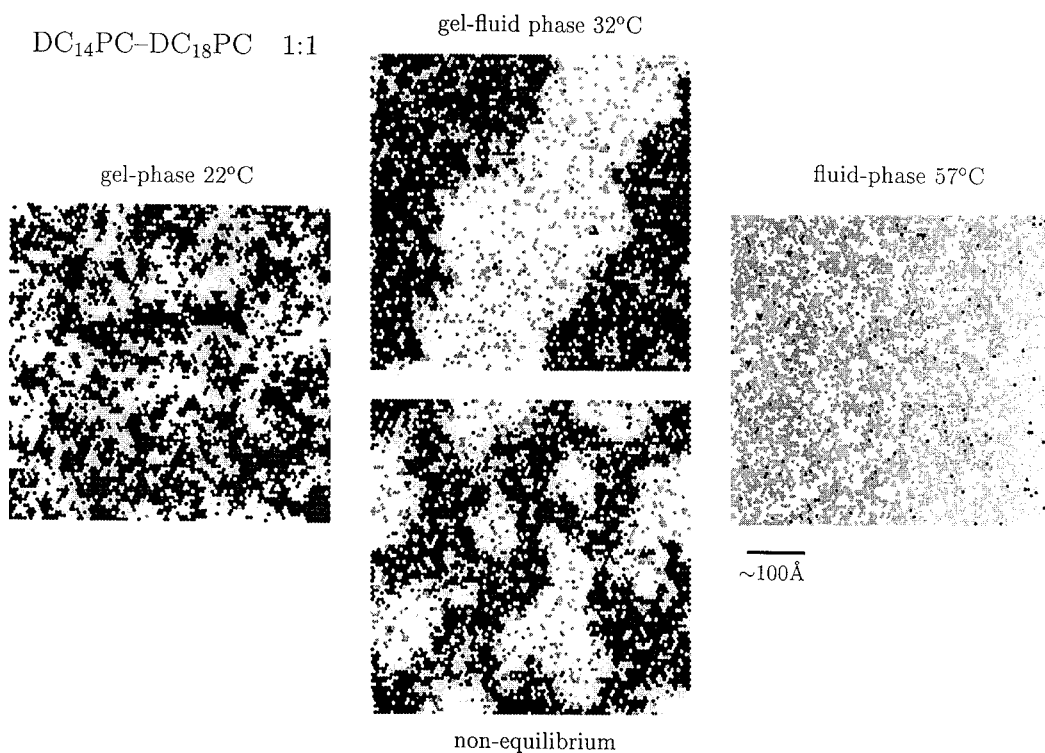 DC₁₄PC–DC₁₈PC 1:1
gel-fluid phase 32°C
gel-phase 22°C
fluid-phase 57°C
~100Å
non-equilibrium